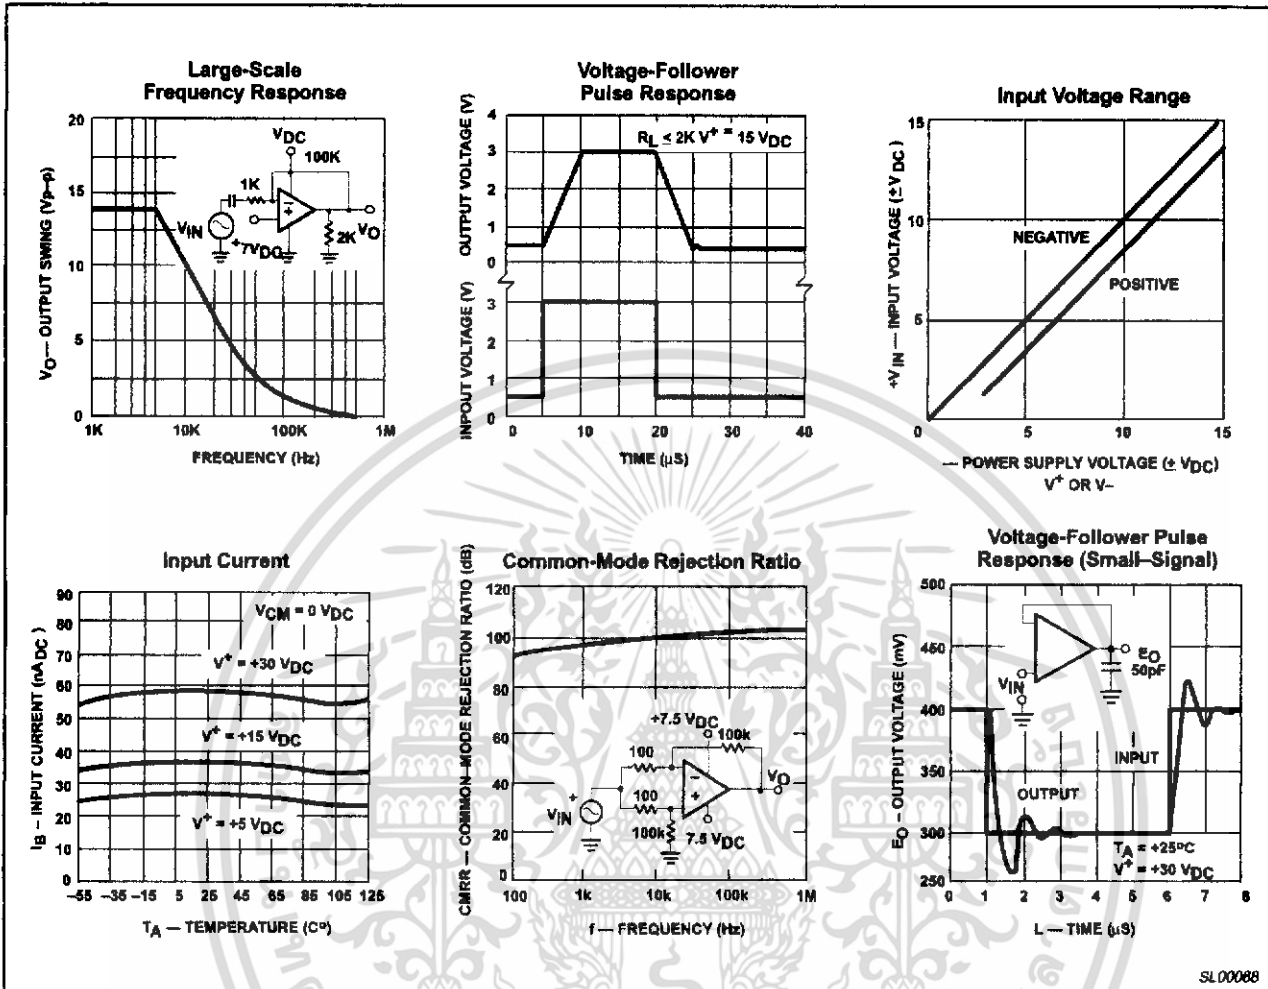 Large-Scale
Frequency Response
VO — OUTPUT SWING (Vp–p)
20
15
10
5
0
1K
10K
100K
1M
FREQUENCY (Hz)
VDC
100K
1K
VIN
+7VDC
2K
VO
Voltage-Follower
Pulse Response
OUTPUT VOLTAGE (V)
4
3
2
1
0
RL ≤ 2K V+ = 15 VDC
INPOUT VOLTAGE (V)
3
2
1
0
0
10
20
30
40
TIME (µS)
Input Voltage Range
+VIN — INPUT VOLTAGE (± VDC)
15
10
5
NEGATIVE
POSITIVE
5
10
15
— POWER SUPPLY VOLTAGE (± VDC)
V+ OR V–
Input Current
IB – INPUT CURRENT (nADC)
90
80
70
60
50
40
30
20
10
0
VCM = 0 VDC
V+ = +30 VDC
V+ = +15 VDC
V+ = +5 VDC
–55
–35
–15
5
25
45
65
85
105
125
TA — TEMPERATURE (C°)
Common-Mode Rejection Ratio
CMRR — COMMON-MODE REJECTION RATIO (dB)
120
100
80
60
40
20
0
+7.5 VDC
100k
100
100
100k
VIN
VO
7.5 VDC
100
1k
10k
100k
1M
f — FREQUENCY (Hz)
Voltage-Follower Pulse
Response (Small–Signal)
EO – OUTPUT VOLTAGE (mV)
500
450
400
350
300
250
EO
50pF
VIN
INPUT
OUTPUT
TA = +25°C
V+ = +30 VDC
0
1
2
3
4
5
6
7
8
L — TIME (µS)
SL00068